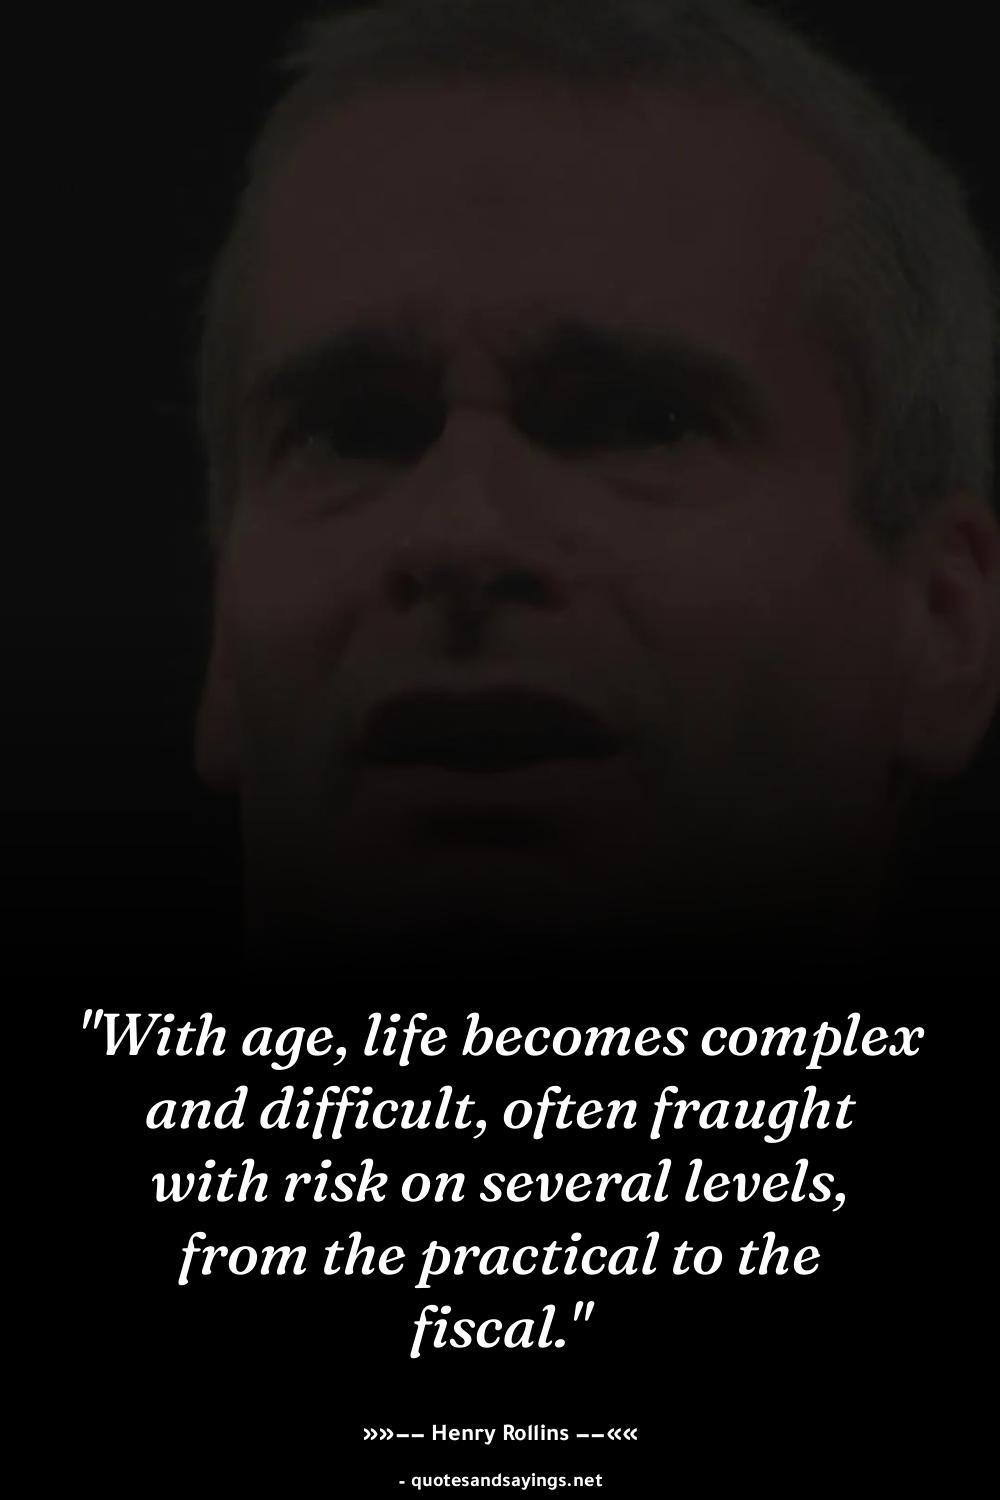 "With age, life becomes complex
and difficult, often fraught
with risk on several levels,
from the practical to the
fiscal."
»»−− Henry Rollins −−««
- quotesandsayings.net